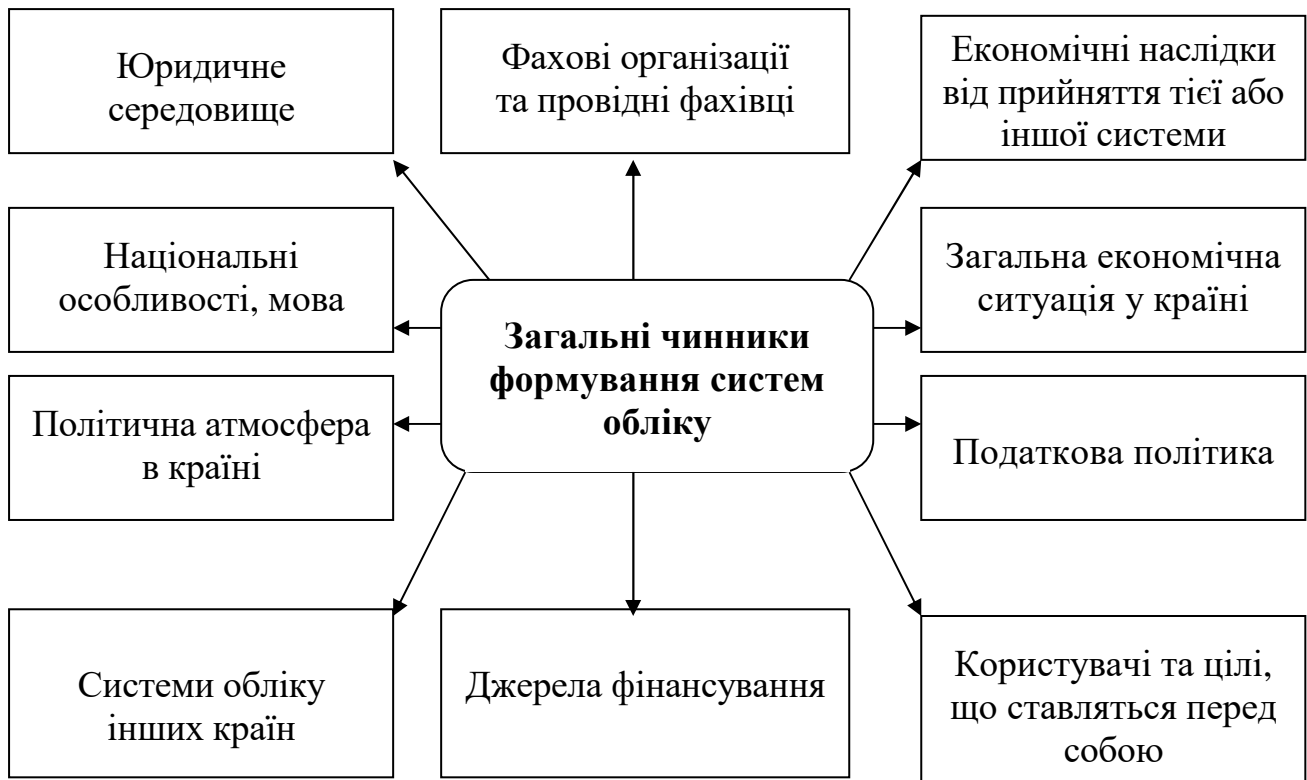 Юридичне
середовище
Фахові організації
та провідні фахівці
Економічні наслідки
від прийняття тієї або
іншої системи
Національні
особливості, мова
Загальна економічна
ситуація у країні
Загальні чинники
формування систем
обліку
Політична атмосфера
в країні
Податкова політика
Системи обліку
інших країн
Джерела фінансування
Користувачі та цілі,
що ставляться перед
собою